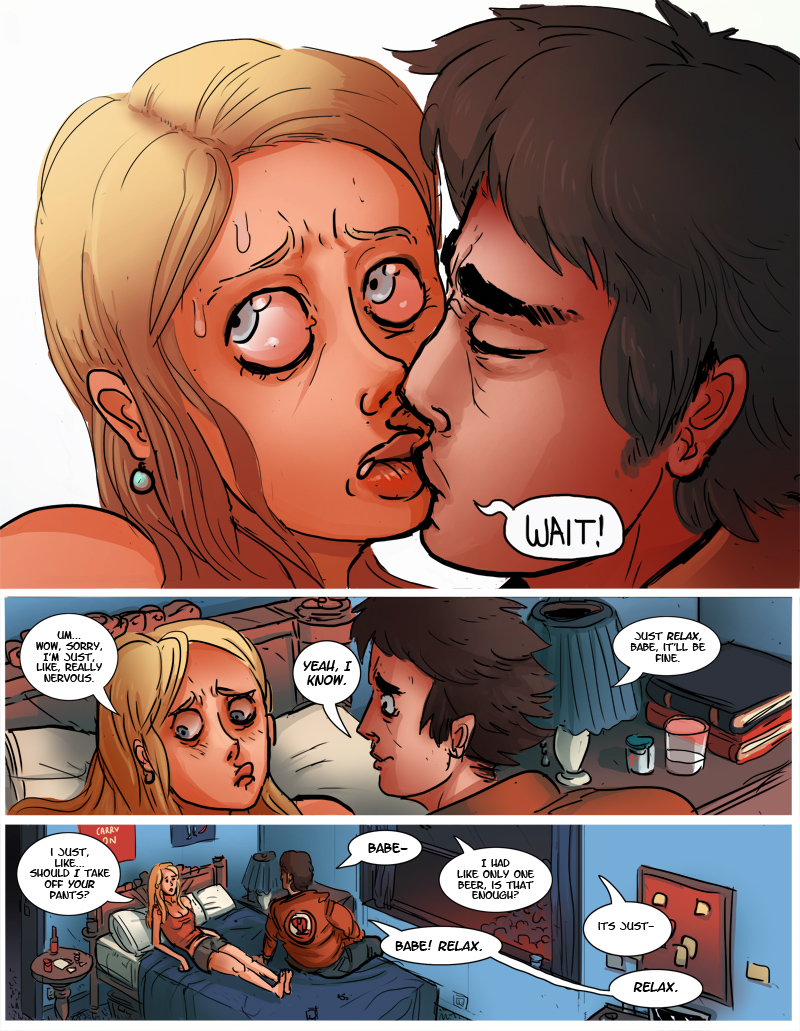 WAIT!
UM...
WOW, SORRY,
I'M JUST,
LIKE, REALLY
NERVOUS.
YEAH, I
KNOW.
JUST RELAX,
BABE, IT'LL BE
FINE.
CARRY
ON
I JUST,
LIKE...
SHOULD I TAKE
OFF YOUR
PANTS?
BABE-
I HAD
LIKE ONLY ONE
BEER, IS THAT
ENOUGH?
BABE! RELAX.
ITS JUST-
RELAX.